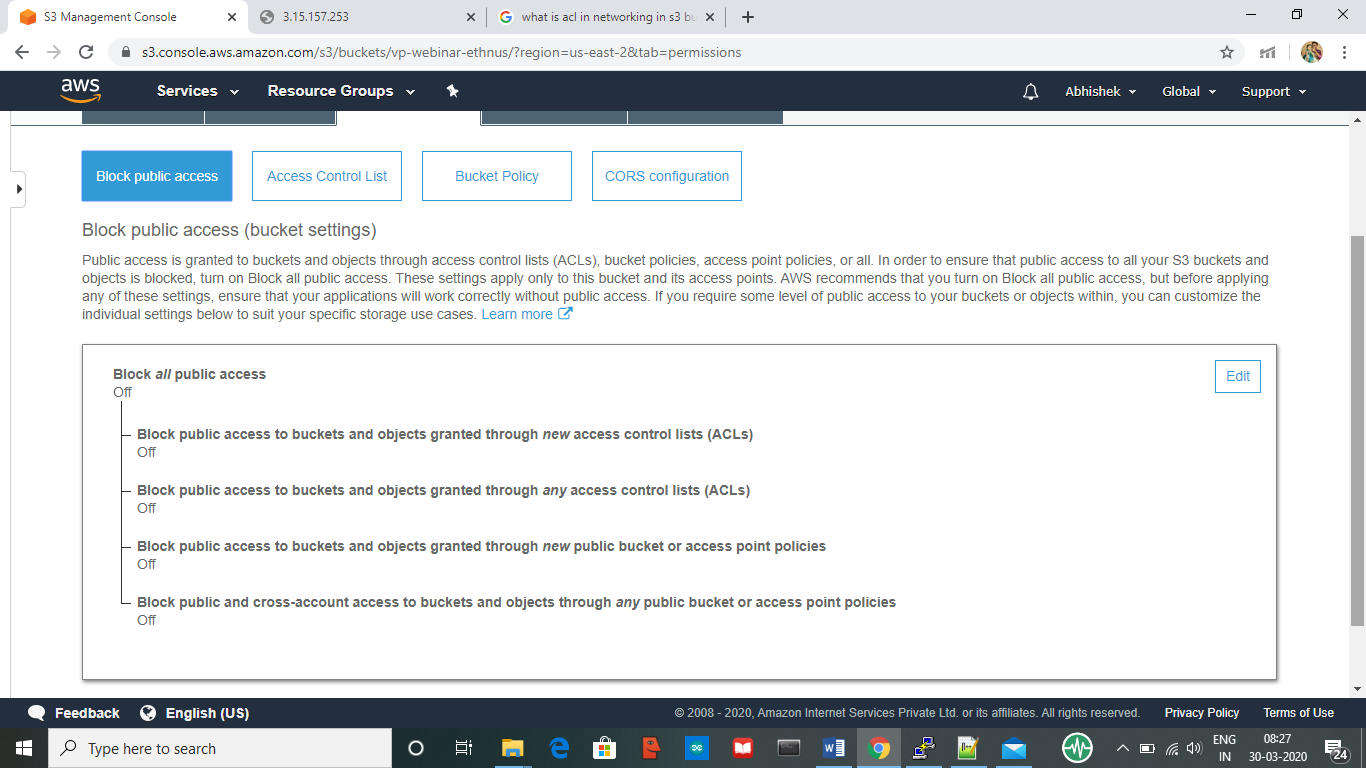 S3 Management Console
3.15.157.253
what is acl in networking in s3 bu
s3.console.aws.amazon.com/s3/buckets/vp-webinar-ethnus/?region=us-east-2&tab=permissions
aws
Services
Resource Groups
Abhishek
Global
Support
Block public access
Access Control List
Bucket Policy
CORS configuration
Block public access (bucket settings)
Public access is granted to buckets and objects through access control lists (ACLs), bucket policies, access point policies, or all. In order to ensure that public access to all your S3 buckets and
objects is blocked, turn on Block all public access. These settings apply only to this bucket and its access points. AWS recommends that you turn on Block all public access, but before applying
any of these settings, ensure that your applications will work correctly without public access. If you require some level of public access to your buckets or objects within, you can customize the
individual settings below to suit your specific storage use cases. Learn more
Block all public access
Edit
Off
Block public access to buckets and objects granted through new access control lists (ACLs)
Off
Block public access to buckets and objects granted through any access control lists (ACLs)
Off
Block public access to buckets and objects granted through new public bucket or access point policies
Off
Block public and cross-account access to buckets and objects through any public bucket or access point policies
Off
Feedback
English (US)
© 2008 - 2020, Amazon Internet Services Private Ltd. or its affiliates. All rights reserved.
Privacy Policy
Terms of Use
Type here to search
ENG
IN
08:27
30-03-2020
24